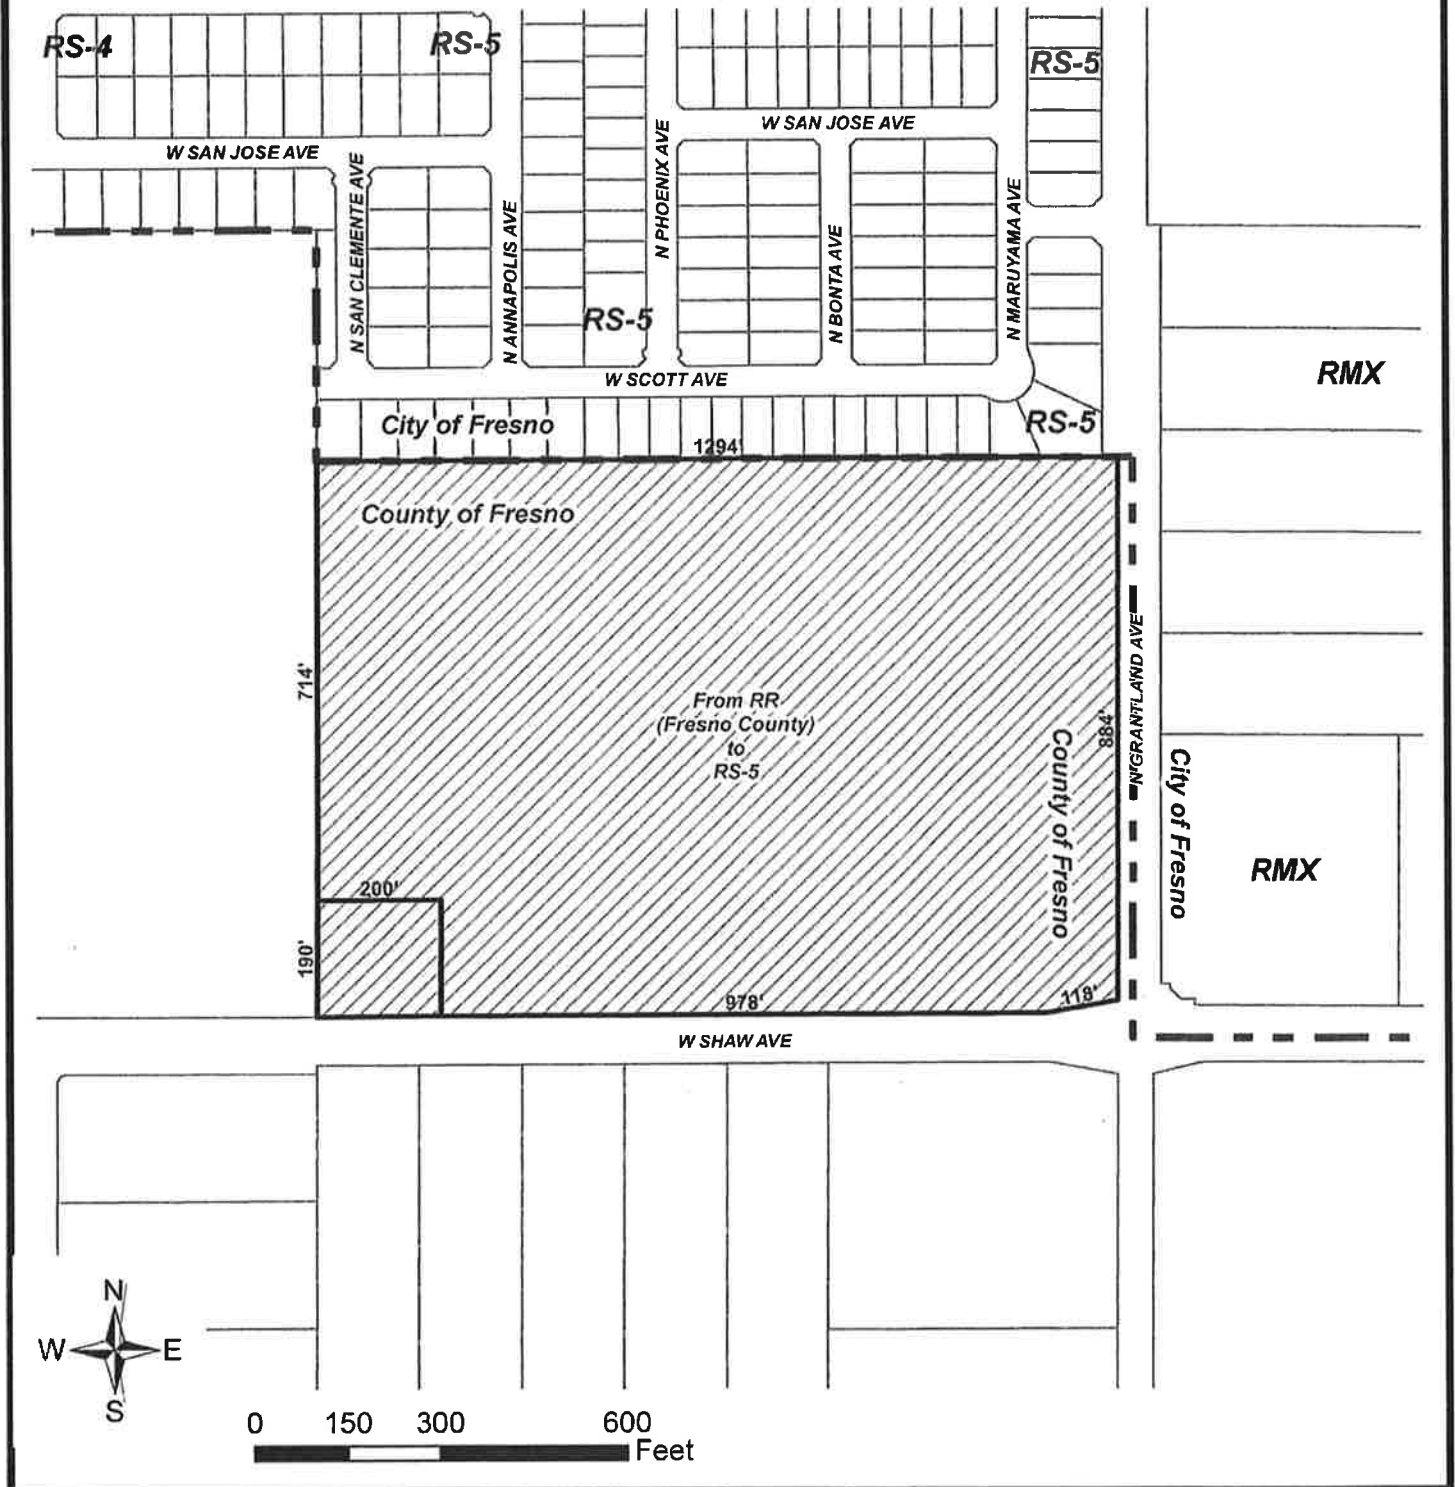 RS-4
RS-5
RS-5
W SAN JOSE AVE
W SAN JOSE AVE
N SAN CLEMENTE AVE
N ANNAPOLIS AVE
N PHOENIX AVE
N BONTA AVE
N MARUYAMA AVE
RS-5
W SCOTT AVE
RMX
City of Fresno
RS-5
1294'
County of Fresno
714'
From RR
(Fresno County)
to
RS-5
884'
N GRANTLAND AVE
County of Fresno
City of Fresno
RMX
200'
190'
978'
118'
W SHAW AVE
N
W E
S
0 150 300 600
Feet